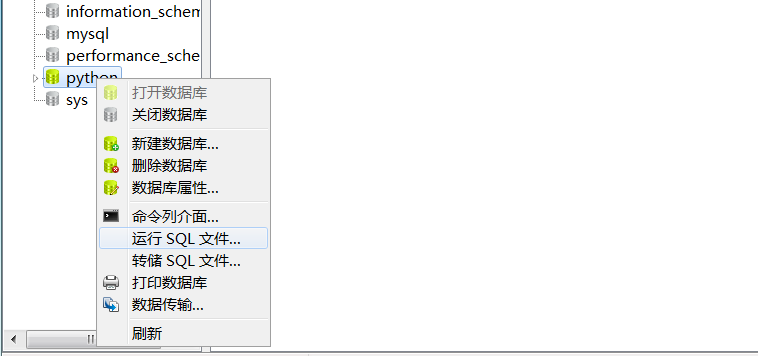 information_schem
mysql
performance_sche
python
sys
打开数据库
关闭数据库
新建数据库...
删除数据库
数据库属性...
命令列介面...
运行 SQL 文件...
转储 SQL 文件...
打印数据库
数据传输...
刷新